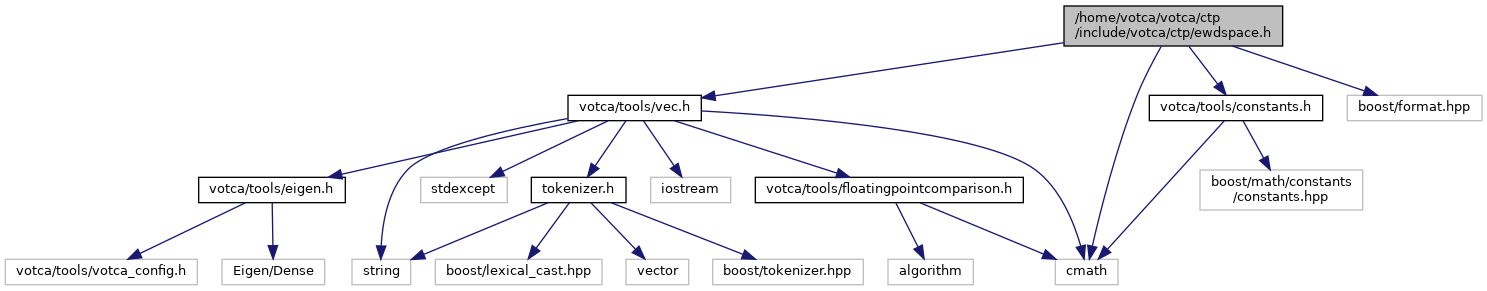 /home/votca/votca/ctp
/include/votca/ctp/ewdspace.h
votca/tools/vec.h
votca/tools/constants.h
boost/format.hpp
votca/tools/eigen.h
stdexcept
tokenizer.h
iostream
votca/tools/floatingpointcomparison.h
boost/math/constants
/constants.hpp
votca/tools/votca_config.h
Eigen/Dense
string
boost/lexical_cast.hpp
vector
boost/tokenizer.hpp
algorithm
cmath